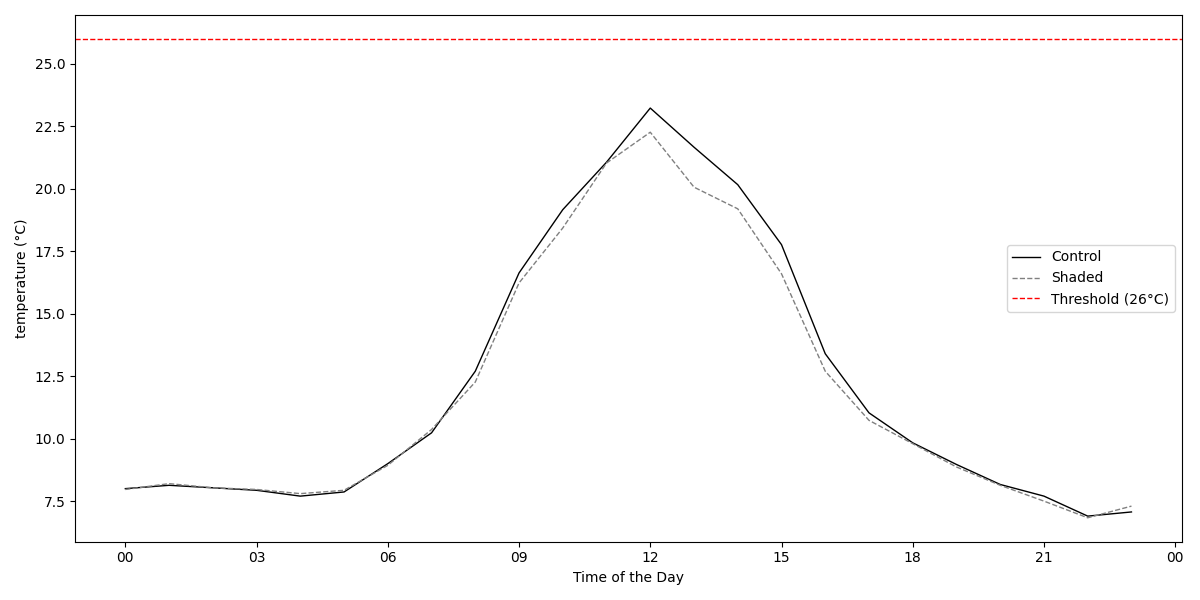 25.0
22.5
20.0
17.5
15.0
12.5
10.0
7.5
temperature (°C)
Control
Shaded
Threshold (26°C)
00 03 06 09 12 15 18 21 00
Time of the Day